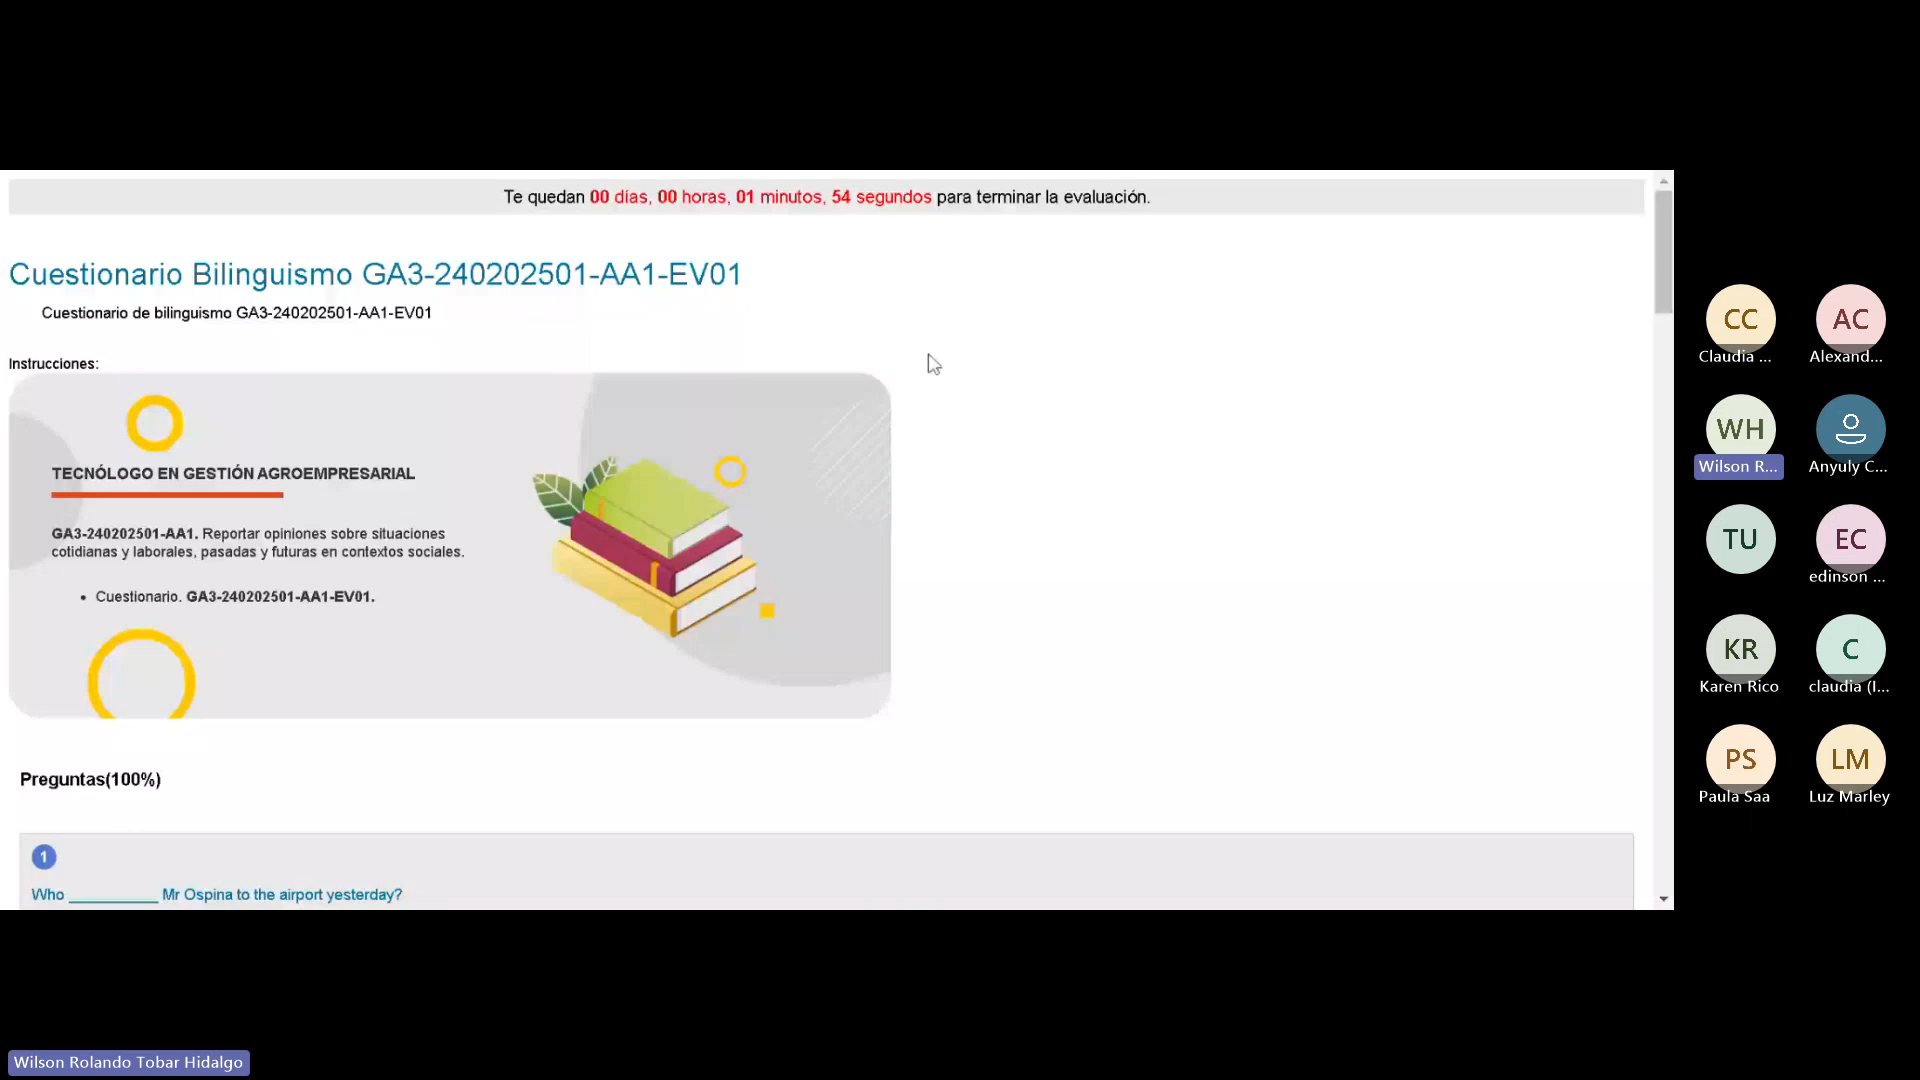 Te quedan 00 días, 00 horas, 01 minutos, 54 segundos para terminar la evaluación.
Cuestionario Bilinguismo GA3-240202501-AA1-EV01
Cuestionario de bilinguismo GA3-240202501-AA1-EV01
Instrucciones:
TECNÓLOGO EN GESTIÓN AGROEMPRESARIAL
GA3-240202501-AA1. Reportar opiniones sobre situaciones
cotidianas y laborales, pasadas y futuras en contextos sociales.
• Cuestionario. GA3-240202501-AA1-EV01.
Preguntas(100%)
1
Who __________ Mr Ospina to the airport yesterday?
CC
Claudia ...
AC
Alexand...
WH
Wilson R...
Anyuly C...
TU
EC
edinson ...
KR
Karen Rico
C
claudia (I...
PS
Paula Saa
LM
Luz Marley
Wilson Rolando Tobar Hidalgo